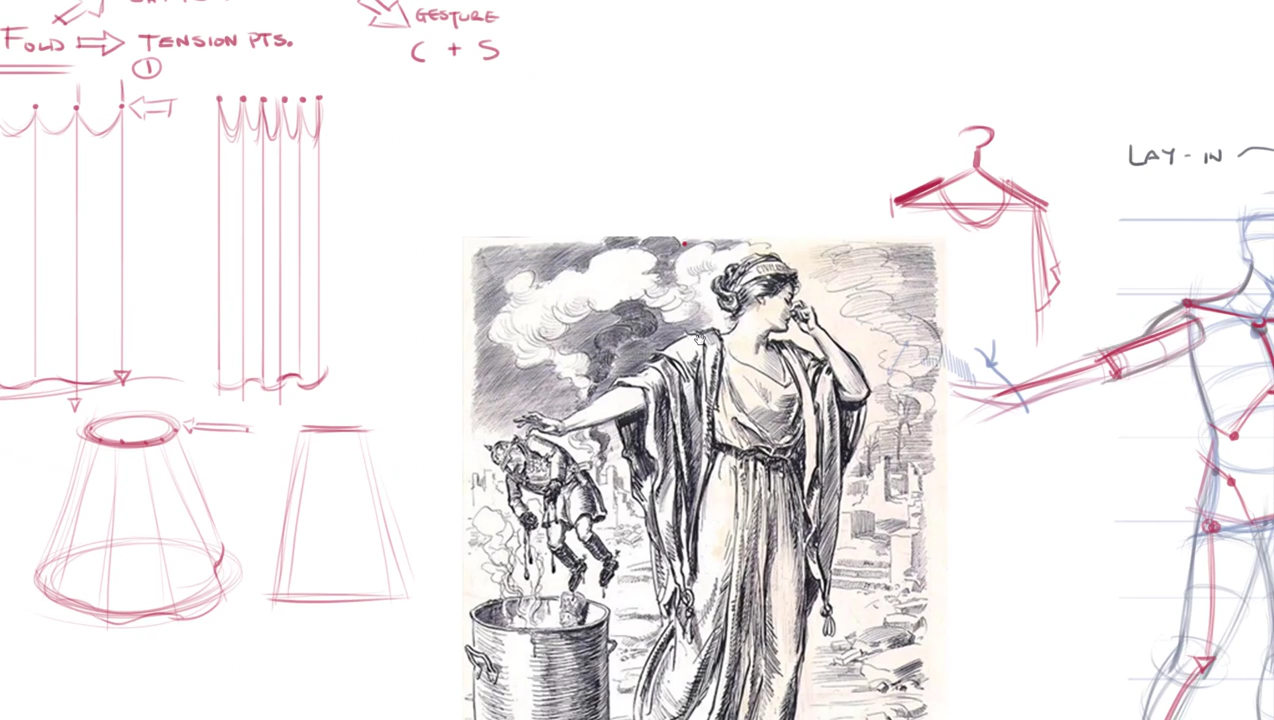 GESTURE
FOLD TENSION PTS.
C + S
1
LAY-IN